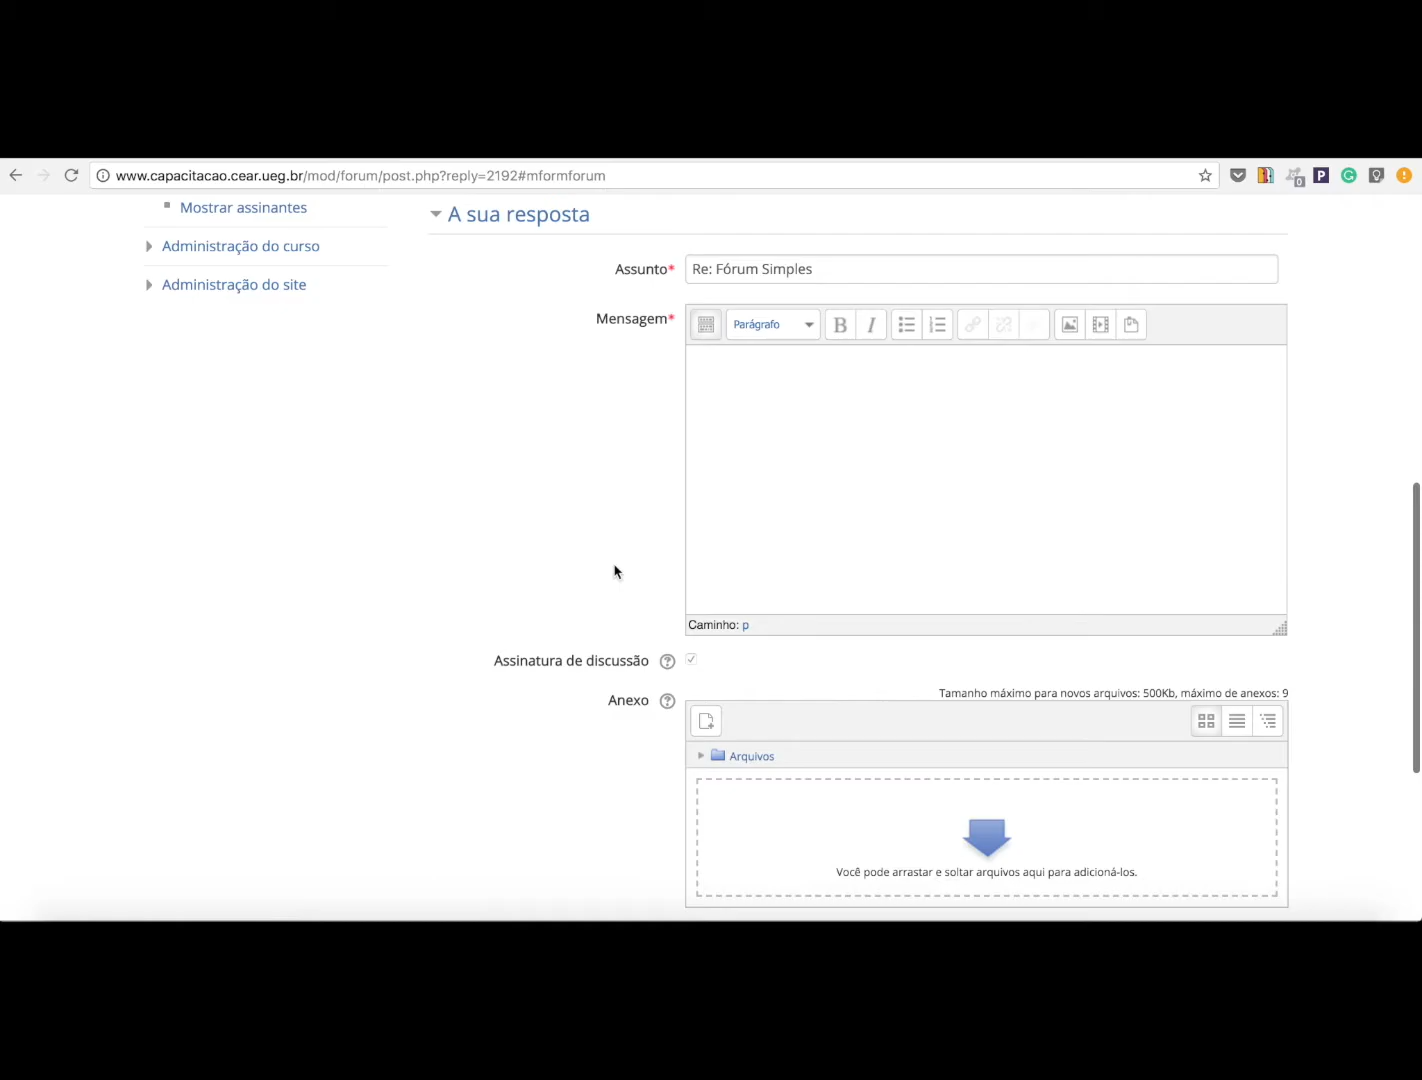 www.capacitacao.cear.ueg.br/mod/forum/post.php?reply=2192#mformforum
Mostrar assinantes
Administração do curso
Administração do site
A sua resposta
Assunto*
Re: Fórum Simples
Mensagem*
Parágrafo
B I
Caminho: p
Assinatura de discussão
Anexo
Tamanho máximo para novos arquivos: 500Kb, máximo de anexos: 9
Arquivos
Você pode arrastar e soltar arquivos aqui para adicioná-los.